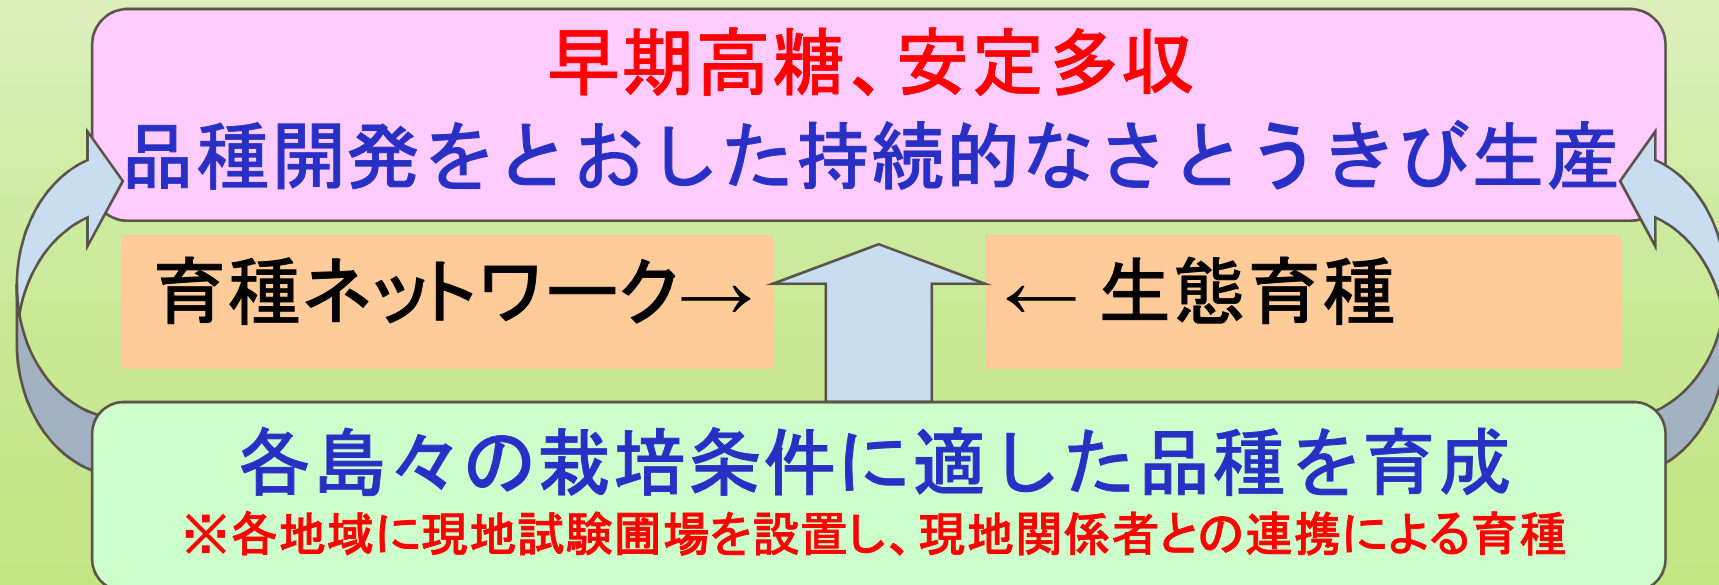 早期高糖、安定多収
品種開発をとおした持続的なさとうきび生産
育種ネットワーク→
← 生態育種
各島々の栽培条件に適した品種を育成
※各地域に現地試験圃場を設置し、現地関係者との連携による育種